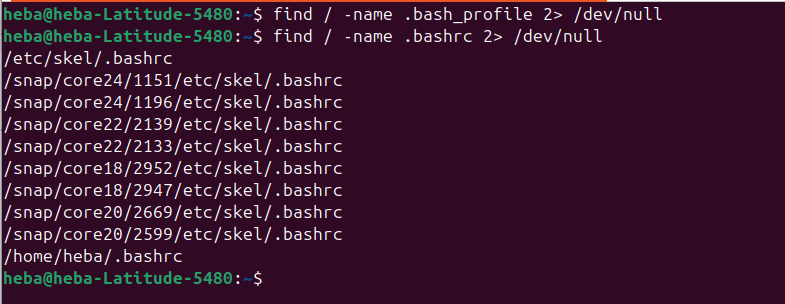 heba@heba-Latitude-5480:~$ find / -name .bash_profile 2> /dev/null
heba@heba-Latitude-5480:~$ find / -name .bashrc 2> /dev/null
/etc/skel/.bashrc
/snap/core24/1151/etc/skel/.bashrc
/snap/core24/1196/etc/skel/.bashrc
/snap/core22/2139/etc/skel/.bashrc
/snap/core22/2133/etc/skel/.bashrc
/snap/core18/2952/etc/skel/.bashrc
/snap/core18/2947/etc/skel/.bashrc
/snap/core20/2669/etc/skel/.bashrc
/snap/core20/2599/etc/skel/.bashrc
/home/heba/.bashrc
heba@heba-Latitude-5480:~$